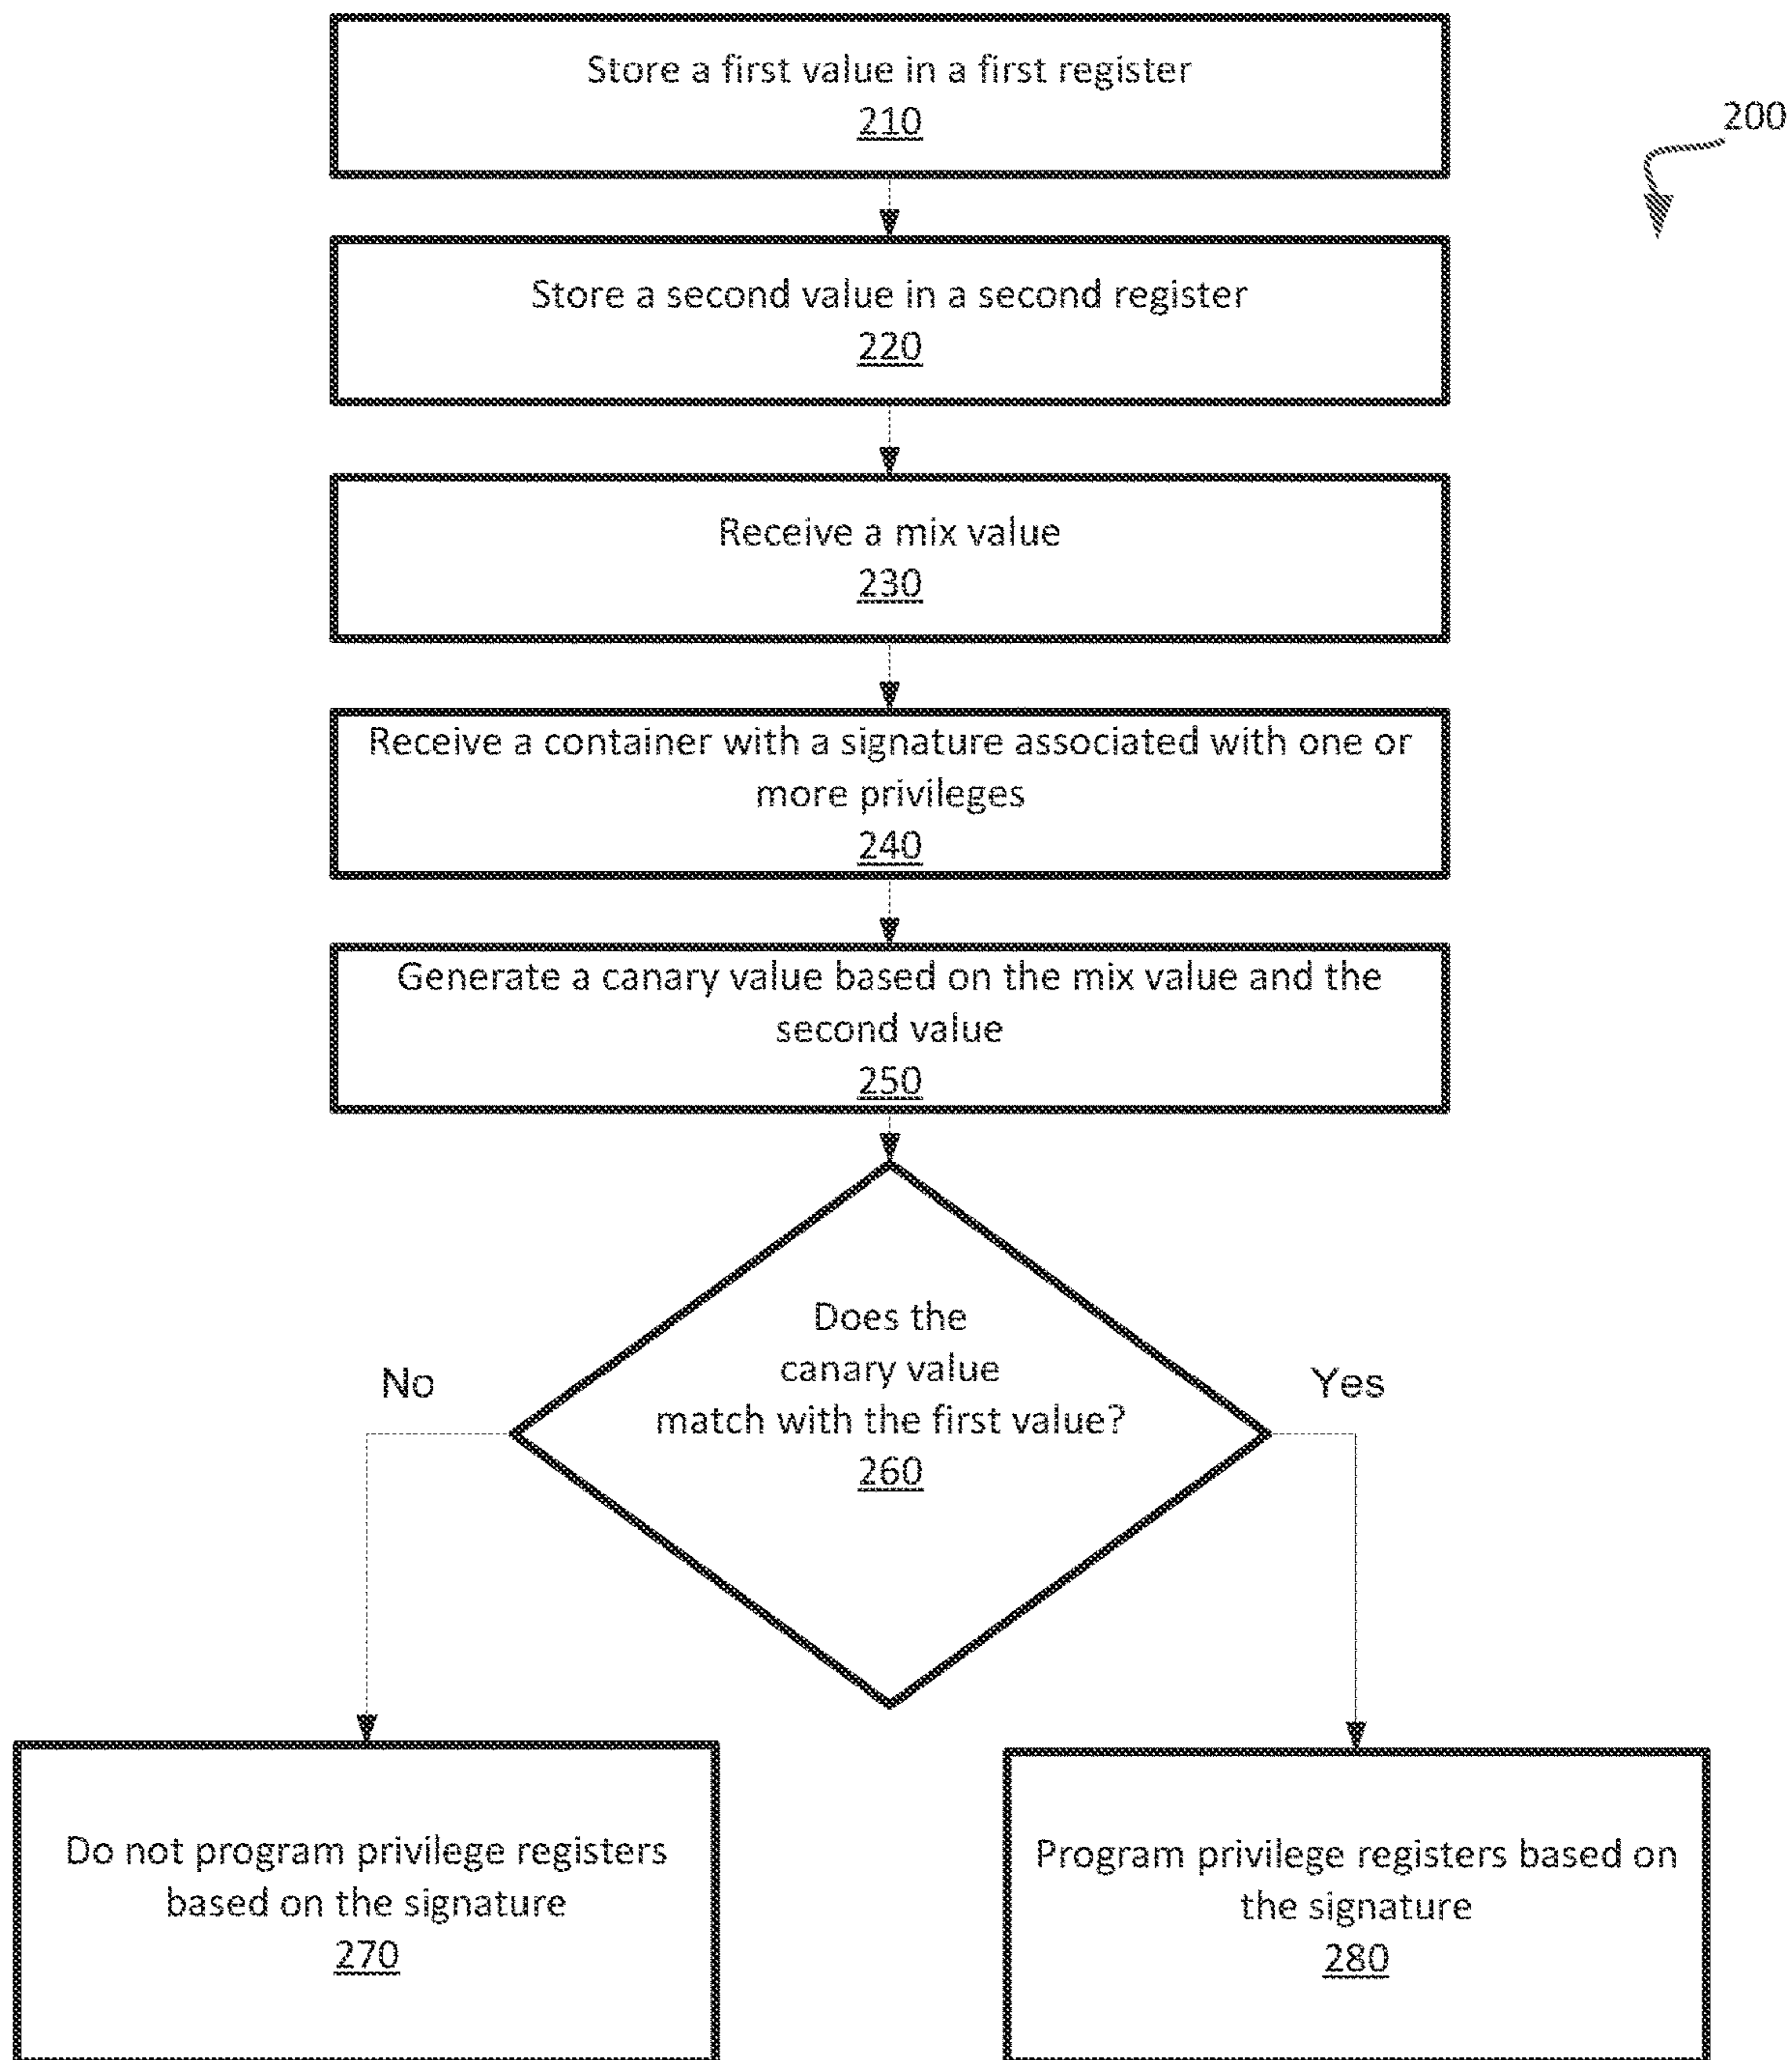 Store a first value in a first register
210
200
Store a second value in a second register
220
Receive a mix value
230
Receive a container with a signature associated with one or
more privileges
240
Generate a canary value based on the mix value and the
second value
250
Does the
canary value
match with the first value?
260
No
Yes
Do not program privilege registers
based on the signature
270
Program privilege registers based on
the signature
280